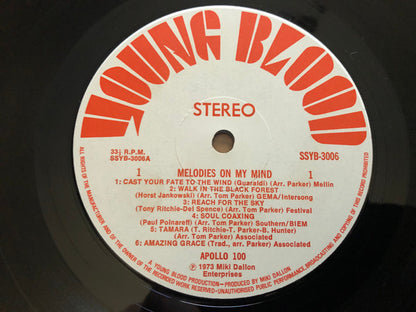 YOUNG BLOOD
STEREO
33⅓ R.P.M.
SSYB-3006A
SSYB-3006
1 MELODIES ON MY MIND 1
1: CAST YOUR FATE TO THE WIND (Guaraldi) (Arr. Parker) Mellin
2: WALK IN THE BLACK FOREST
(Horst Jankowski) (Arr. Tom Parker) GEMA/Intersong
3: REACH FOR THE SKY
(Tony Ritchie-Del Spence) (Arr. Tom Parker) Festival
4: SOUL COAXING
(Paul Polnareff) (Arr. Tom Parker) Southern/BIEM
5: TAMARA (T. Ritchie-T. Parker-B. Hunter)
(Arr. Tom Parker) Associated
6: AMAZING GRACE (Trad., arr. Parker) Associated
APOLLO 100
℗ 1973 Miki Dallon
Enterprises
A YOUNG BLOOD PRODUCTION—PRODUCED BY MIKI DALLON
ALL RIGHTS OF THE MANUFACTURER AND OF THE OWNER OF THE RECORDED WORK RESERVED—UNAUTHORISED PUBLIC PERFORMANCE, BROADCASTING AND COPYING OF THIS RECORD PROHIBITED